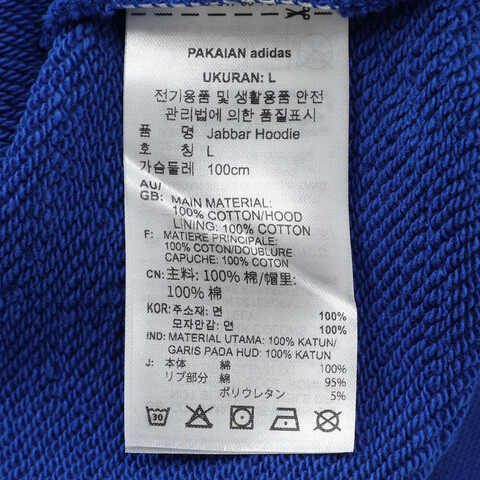 PAKAIAN adidas
UKURAN: L
전기용품 및 생활용품 안전
관리법에 의한 품질표시
품 명 Jabbar Hoodie
호 칭 L
가슴둘레 100cm
AU/
GB: MAIN MATERIAL:
100% COTTON/HOOD
LINING: 100% COTTON
F: MATIERE PRINCIPALE:
100% COTON/DOUBLURE
CAPUCHE: 100% COTON
CN: 主料: 100% 棉/帽里:
100% 棉
KOR: 주소재: 면 100%
모자안감: 면 100%
IND: MATERIAL UTAMA: 100% KATUN/
GARIS PADA HUD: 100% KATUN
J: 本体 綿 100%
リブ部分 綿 95%
ポリウレタン 5%
30